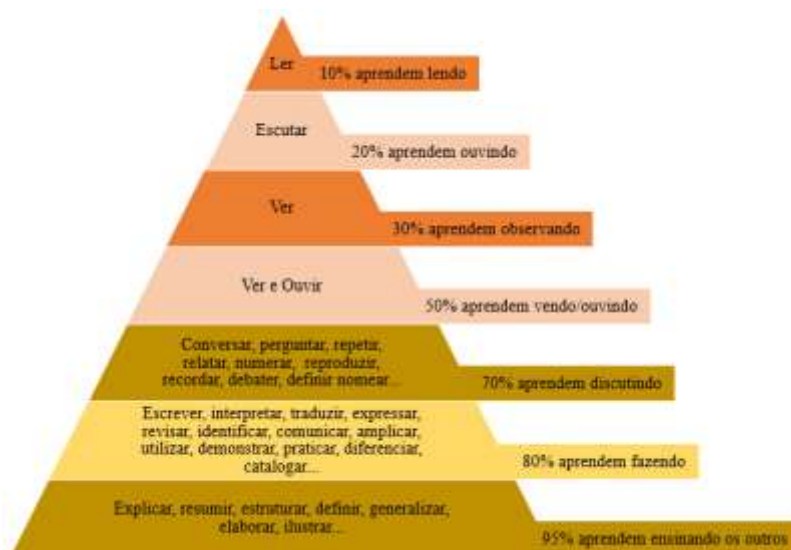 Ler
10% aprendem lendo
Escutar
20% aprendem ouvindo
Ver
30% aprendem observando
Ver e Ouvir
50% aprendem vendo/ouvindo
Conversar, perguntar, repetir,
relatar, numerar, reproduzir,
recordar, debater, definir nomear...
70% aprendem discutindo
Escrever, interpretar, traduzir, expressar,
revisar, identificar, comunicar, amplicar,
utilizar, demonstrar, praticar, diferenciar,
catalogar...
80% aprendem fazendo
Explicar, resumir, estruturar, definir, generalizar,
elaborar, ilustrar...
95% aprendem ensinando os outros